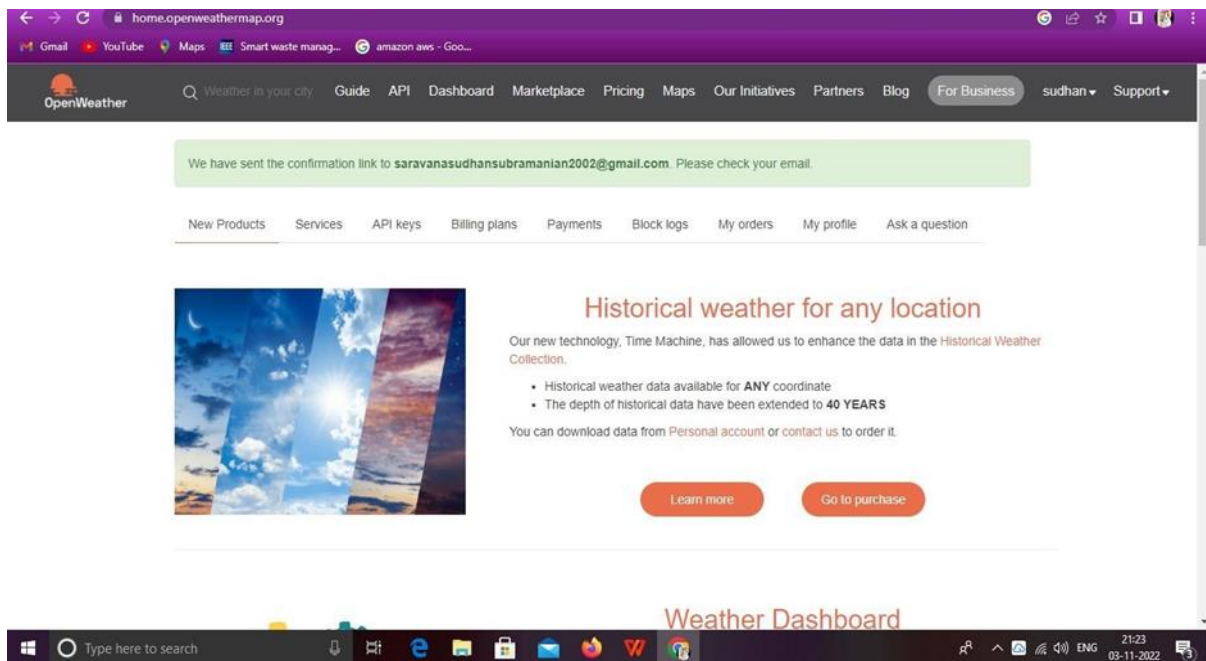 home.openweathermap.org
Gmail YouTube Maps IEEE Smart waste manag... amazon aws - Goo...
OpenWeather Weather in your city Guide API Dashboard Marketplace Pricing Maps Our Initiatives Partners Blog For Business sudhan Support
We have sent the confirmation link to saravanasudhansubramanian2002@gmail.com. Please check your email.
New Products Services API keys Billing plans Payments Block logs My orders My profile Ask a question
Historical weather for any location
Our new technology, Time Machine, has allowed us to enhance the data in the Historical Weather
Collection.
• Historical weather data available for ANY coordinate
• The depth of historical data have been extended to 40 YEARS
You can download data from Personal account or contact us to order it.
Learn more Go to purchase
Weather Dashboard
Type here to search ENG 21:23
03-11-2022 3